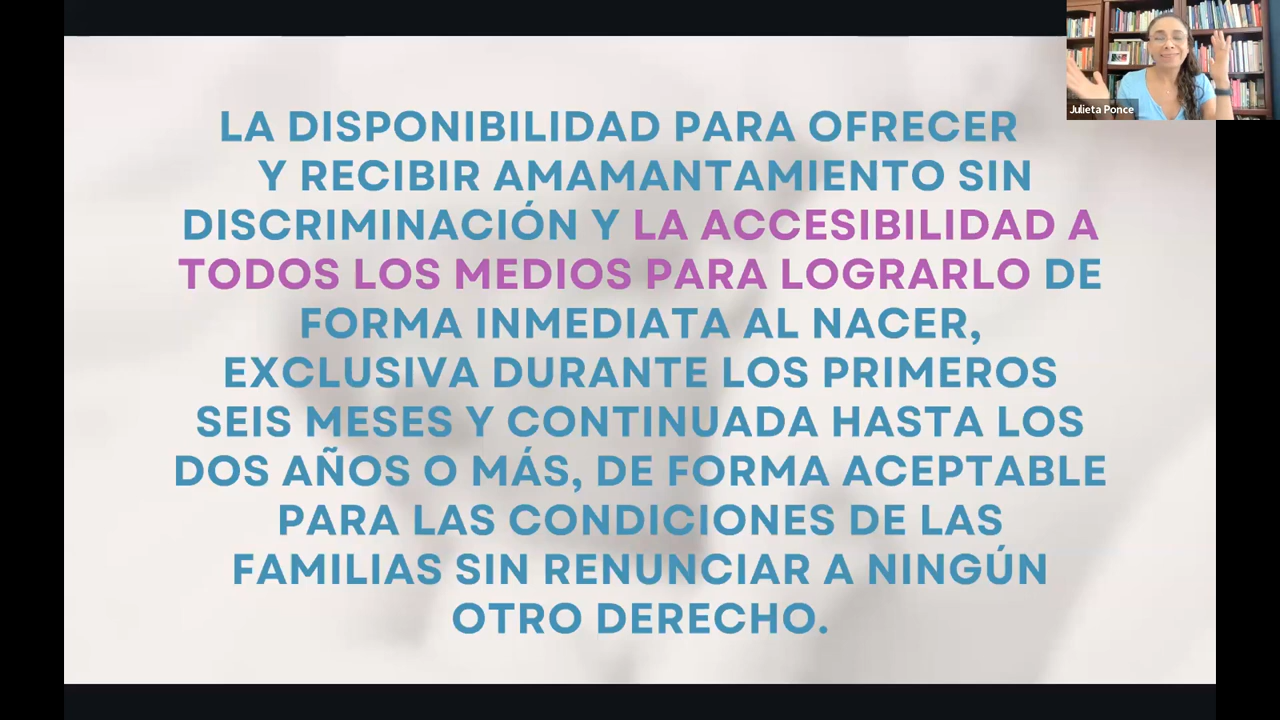 LA DISPONIBILIDAD PARA OFRECER
Y RECIBIR AMAMANTAMIENTO SIN
DISCRIMINACIÓN Y LA ACCESIBILIDAD A
TODOS LOS MEDIOS PARA LOGRARLO DE
FORMA INMEDIATA AL NACER,
EXCLUSIVA DURANTE LOS PRIMEROS
SEIS MESES Y CONTINUADA HASTA LOS
DOS AÑOS O MÁS, DE FORMA ACEPTABLE
PARA LAS CONDICIONES DE LAS
FAMILIAS SIN RENUNCIAR A NINGÚN
OTRO DERECHO.
Julieta Ponce